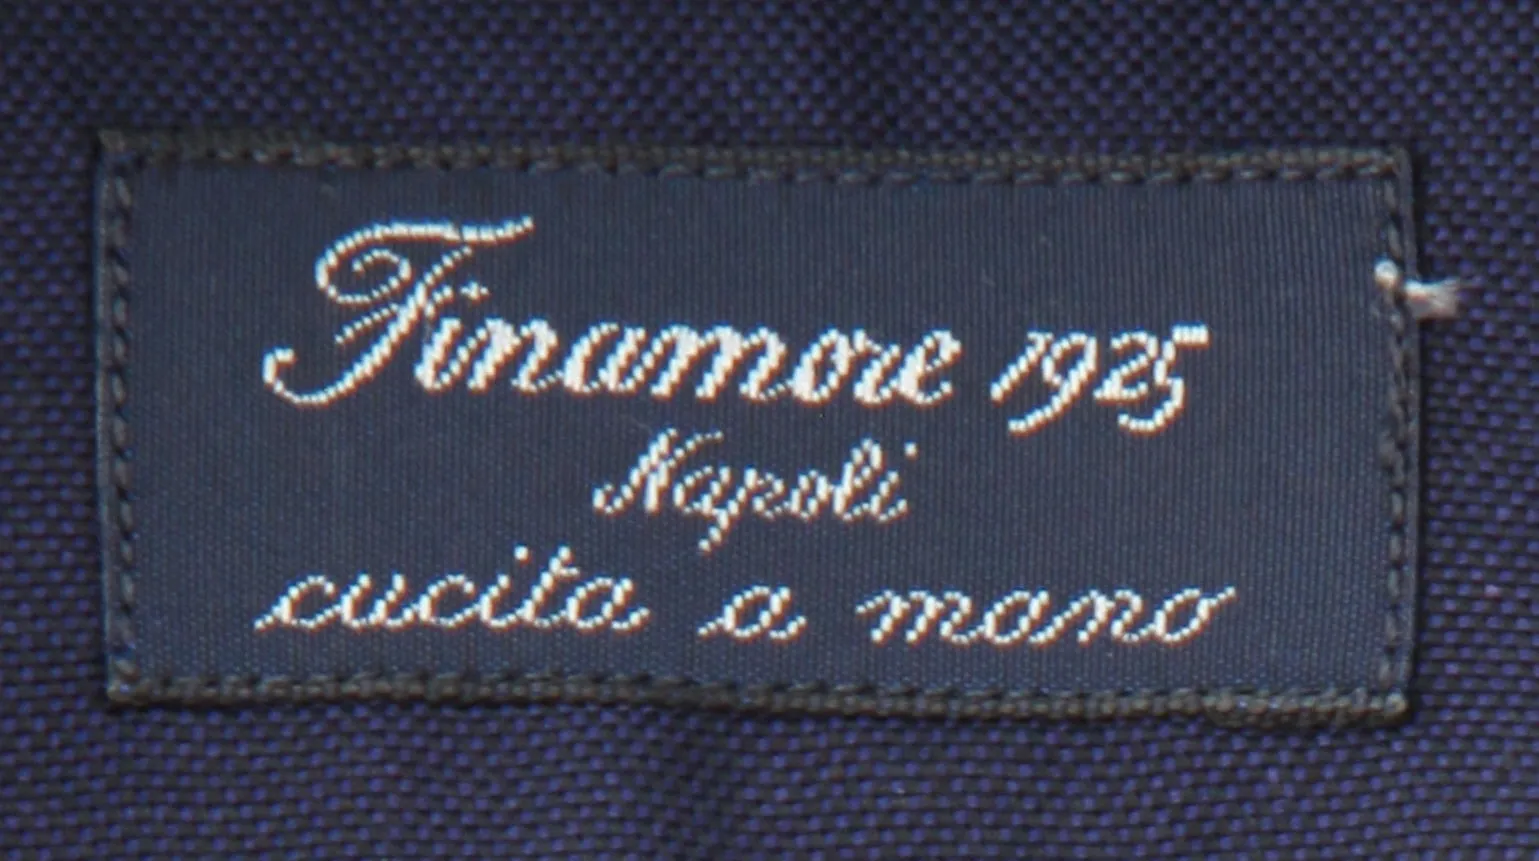 Finamore 1925
Napoli
cucita a mano